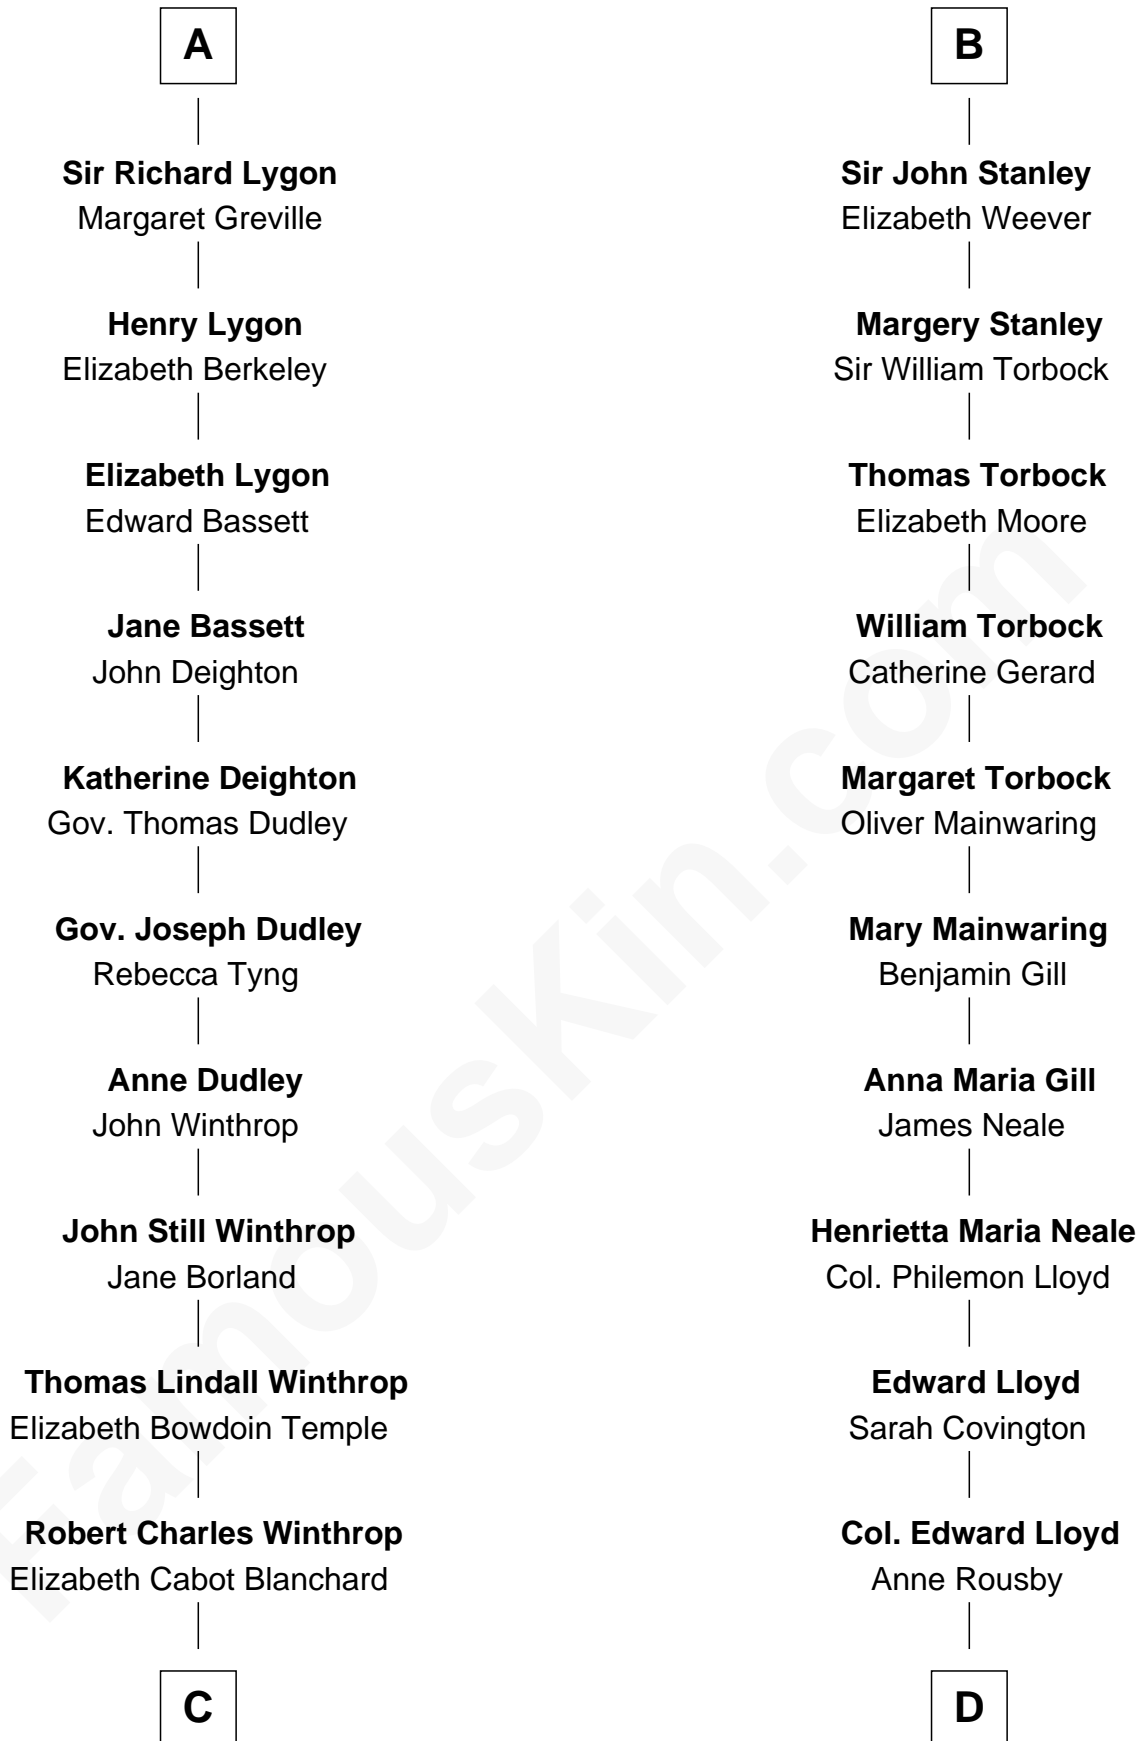 A
Sir Richard Lygon
Margaret Greville
Henry Lygon
Elizabeth Berkeley
Elizabeth Lygon
Edward Bassett
Jane Bassett
John Deighton
Katherine Deighton
Gov. Thomas Dudley
Gov. Joseph Dudley
Rebecca Tyng
Anne Dudley
John Winthrop
John Still Winthrop
Jane Borland
Thomas Lindall Winthrop
Elizabeth Bowdoin Temple
Robert Charles Winthrop
Elizabeth Cabot Blanchard
C
B
Sir John Stanley
Elizabeth Weever
Margery Stanley
Sir William Torbock
Thomas Torbock
Elizabeth Moore
William Torbock
Catherine Gerard
Margaret Torbock
Oliver Mainwaring
Mary Mainwaring
Benjamin Gill
Anna Maria Gill
James Neale
Henrietta Maria Neale
Col. Philemon Lloyd
Edward Lloyd
Sarah Covington
Col. Edward Lloyd
Anne Rousby
D
FamousKin.com